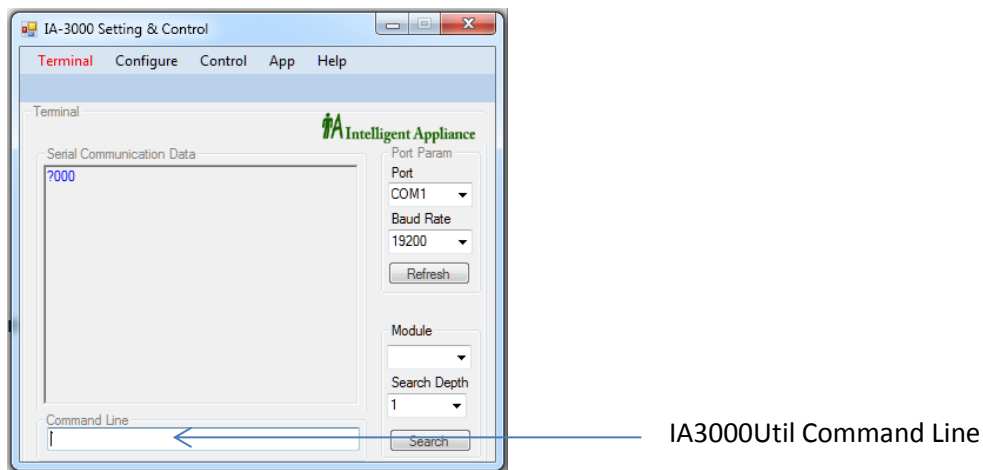 IA-3000 Setting & Control
Terminal Configure Control App Help
Terminal
iA Intelligent Appliance
Serial Communication Data
?000
Port Param
Port
COM1
Baud Rate
19200
Refresh
Module
Search Depth
1
Search
Command Line
IA3000Util Command Line